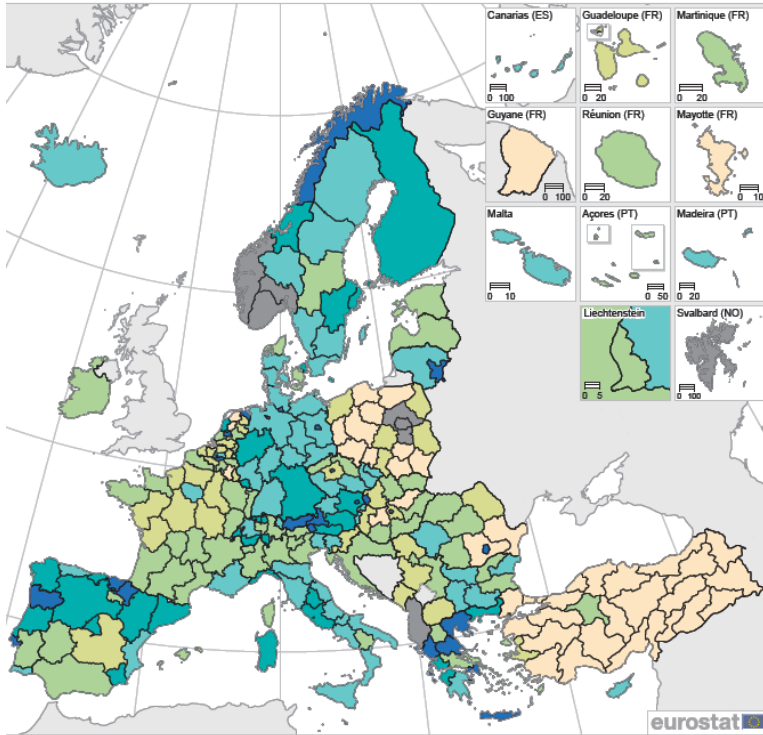 Canarias (ES)
0 100
Guadeloupe (FR)
0 20
Martinique (FR)
0 20
Guyane (FR)
0 100
Réunion (FR)
0 20
Mayotte (FR)
0 10
Malta
0 10
Açores (PT)
0 50
Madeira (PT)
0 20
Liechtenstein
0 5
Svalbard (NO)
0 100
eurostat